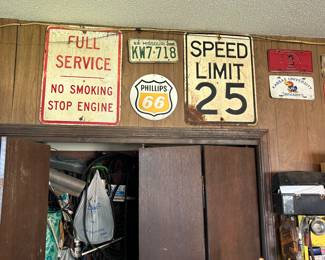 FULL
SERVICE
NO SMOKING
STOP ENGINE
KW7-718
PHILLIPS
66
SPEED
LIMIT
25